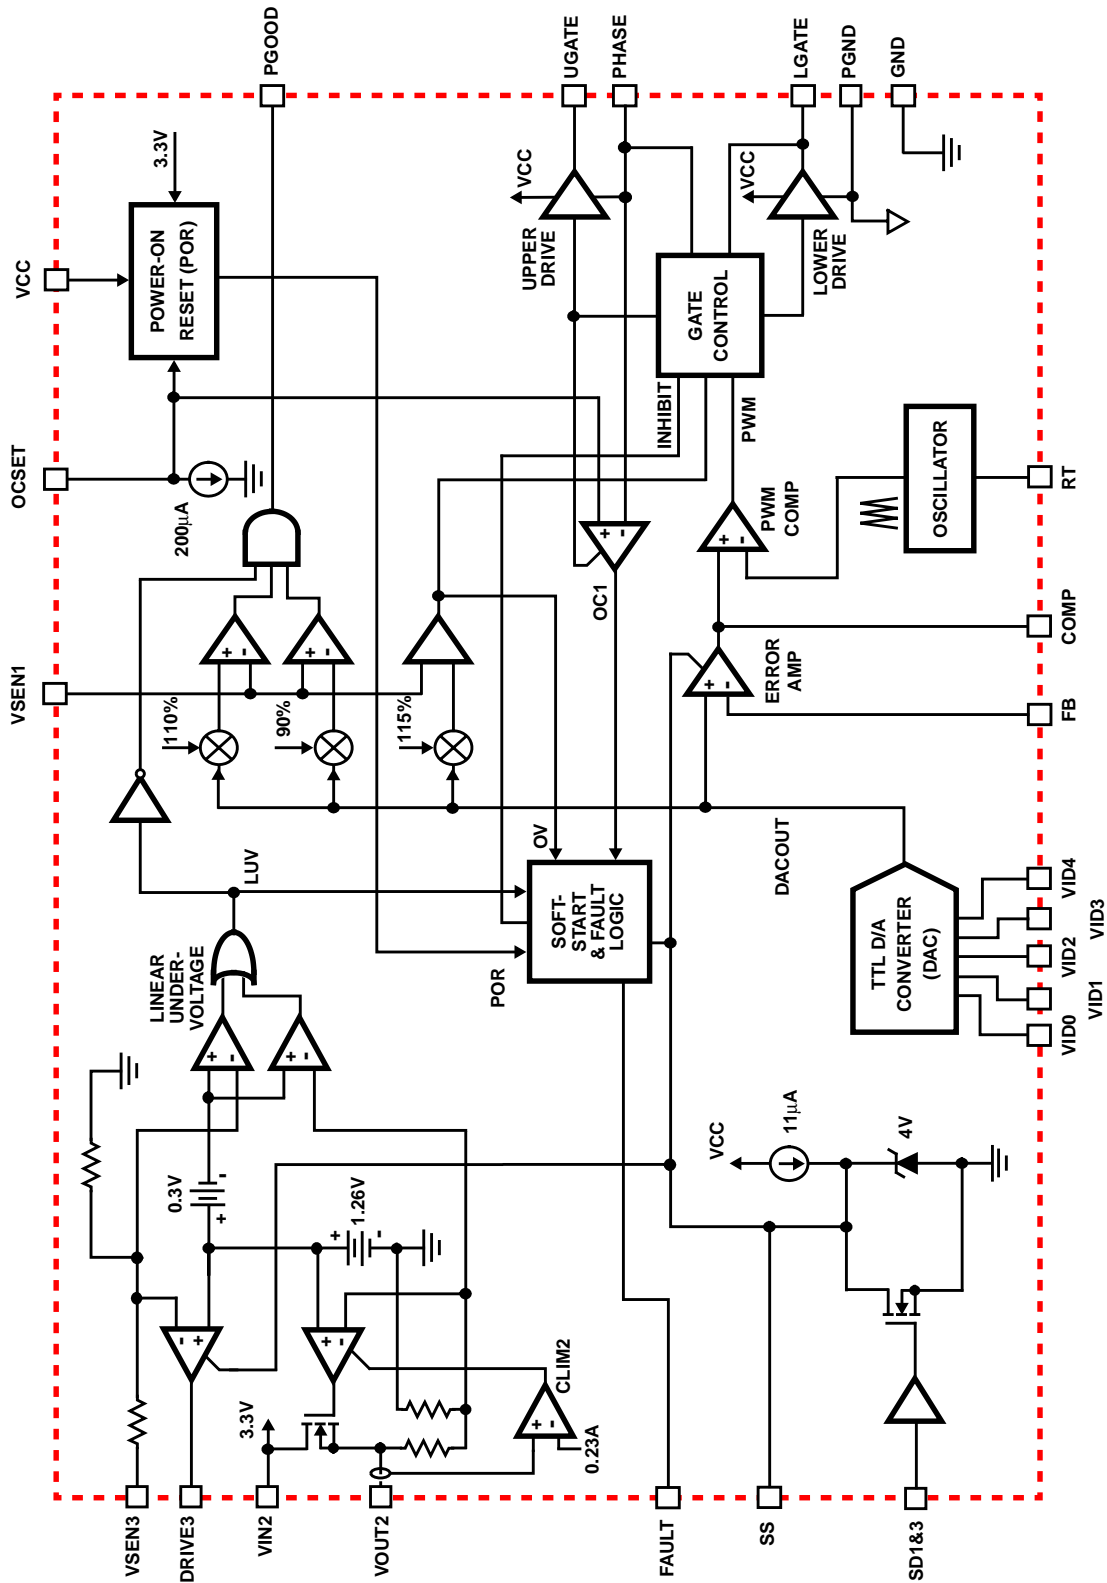 VSEN1
OCSET
VCC
PGOOD
3.3V
POWER-ON
RESET (POR)
200µA
110%
90%
115%
LINEAR
UNDER-
VOLTAGE
LUV
VSEN3
DRIVE3
VIN2
VOUT2
3.3V
0.3V
+
-
1.26V
+
-
-
+
+
-
+
-
+
-
CLIM2
+
-
0.23A
+
-
+
-
OV
OC1
+
-
POR
SOFT-
START
& FAULT
LOGIC
INHIBIT
PWM
GATE
CONTROL
UPPER
DRIVE
VCC
UGATE
PHASE
LOWER
DRIVE
VCC
LGATE
PGND
GND
PWM
COMP
+
-
ERROR
AMP
+
-
OSCILLATOR
RT
COMP
FB
DACOUT
TTL D/A
CONVERTER
(DAC)
VID0
VID1
VID2
VID3
VID4
VCC
11µA
4V
FAULT
SS
SD1&3